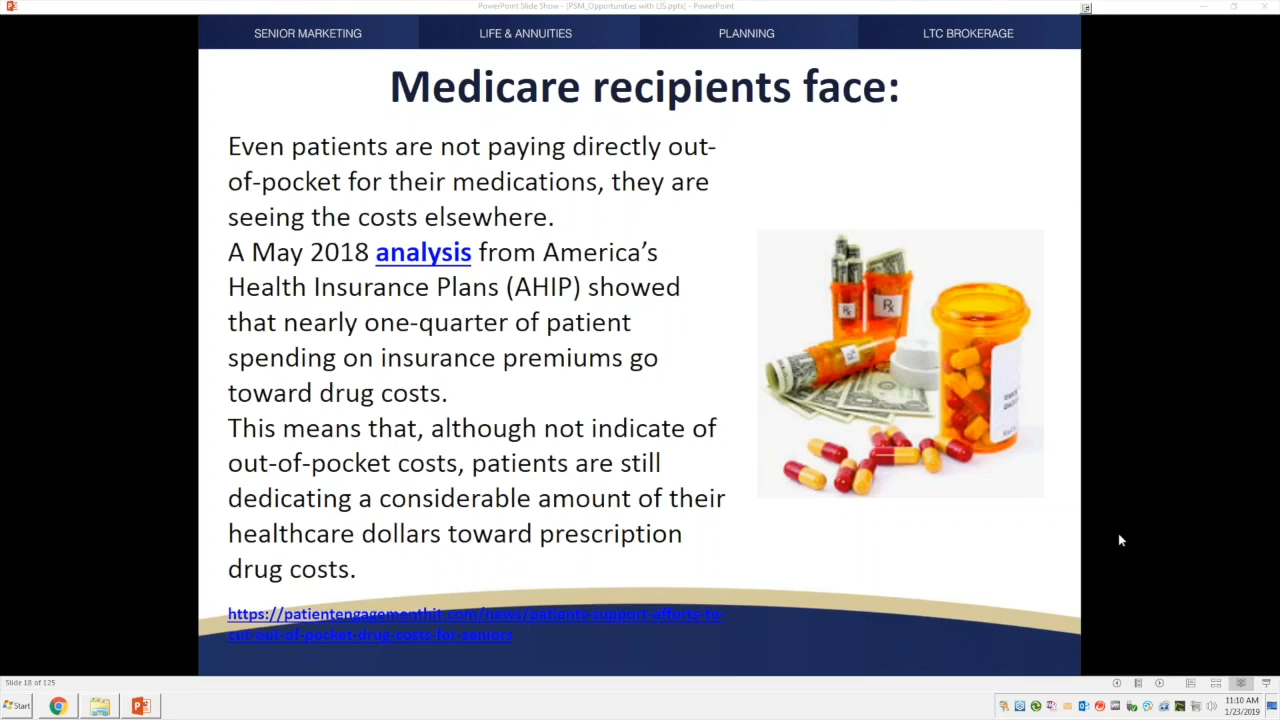 PowerPoint Slide Show - [PSM_Opportunities with LIS.pptx] - PowerPoint
SENIOR MARKETING
LIFE & ANNUITIES
PLANNING
LTC BROKERAGE
Medicare recipients face:
Even patients are not paying directly out-
of-pocket for their medications, they are
seeing the costs elsewhere.
A May 2018 analysis from America’s
Health Insurance Plans (AHIP) showed
that nearly one-quarter of patient
spending on insurance premiums go
toward drug costs.
This means that, although not indicate of
out-of-pocket costs, patients are still
dedicating a considerable amount of their
healthcare dollars toward prescription
drug costs.
Rx
Rx
https://patientengagementhit.com/news/patients-support-efforts-to-
cut-out-of-pocket-drug-costs-for-seniors
Slide 18 of 125
Start
11:10 AM
1/23/2019